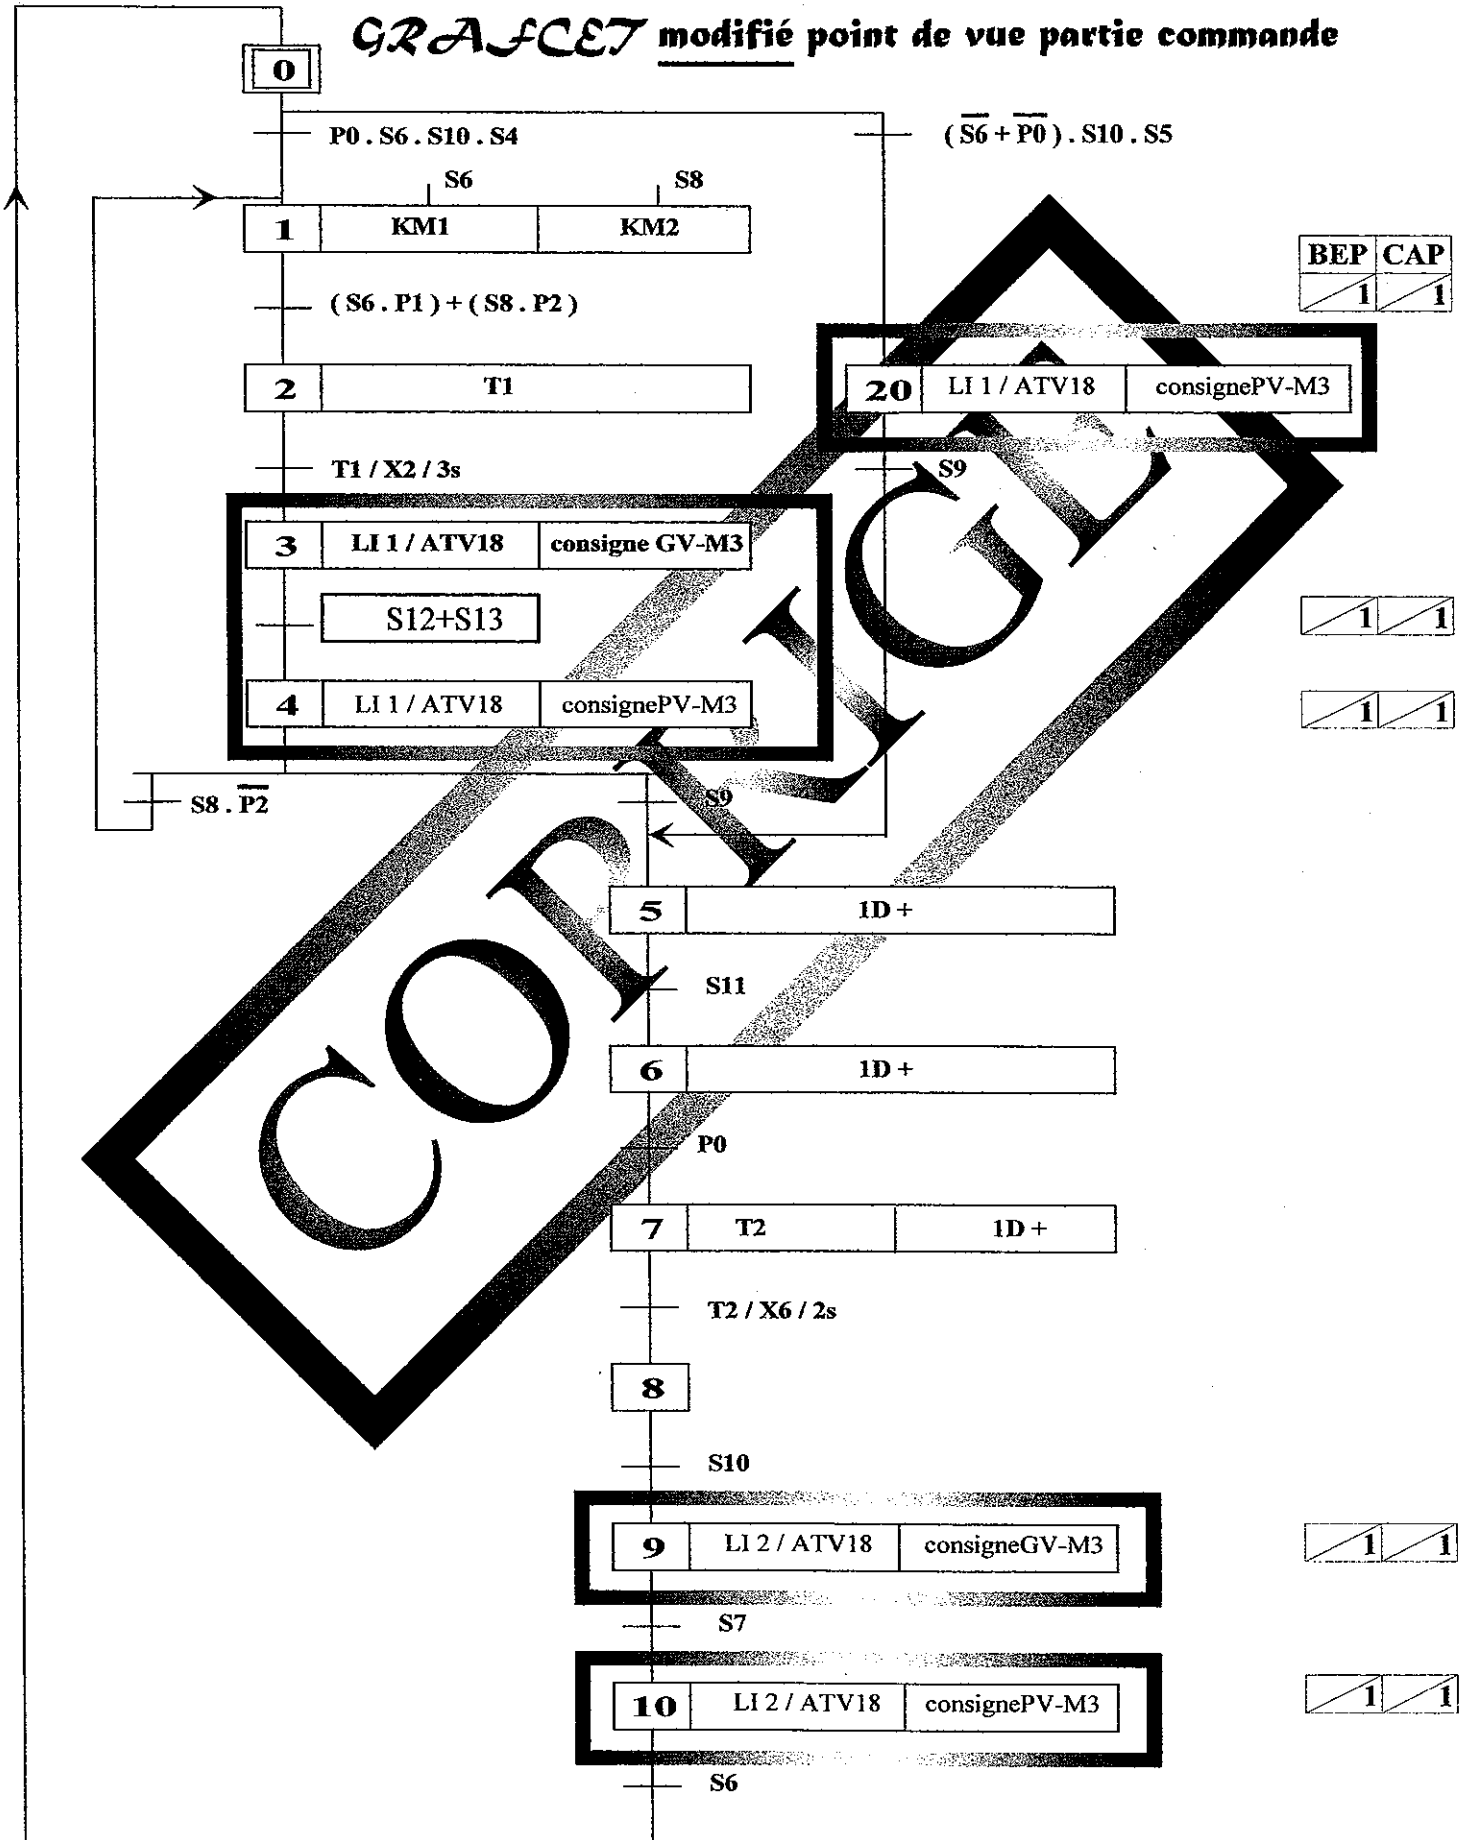 GRAFCET modifié point de vue partie commande
0
P0 . S6 . S10 . S4
( S̅6̅ + P̅0̅ ) . S10 . S5
S6
S8
1 KM1 KM2
BEP CAP
1 1
( S6 . P1 ) + ( S8 . P2 )
2 T1
20 LI 1 / ATV18 consignePV-M3
T1 / X2 / 3s
S9
3 LI 1 / ATV18 consigne GV-M3
S12+S13
1 1
4 LI 1 / ATV18 consignePV-M3
1 1
S8 . P̅2̅
S9
CORRIGE
5 1D +
S11
6 1D +
P0
7 T2 1D +
T2 / X6 / 2s
8
S10
9 LI 2 / ATV18 consigneGV-M3
1 1
S7
10 LI 2 / ATV18 consignePV-M3
1 1
S6